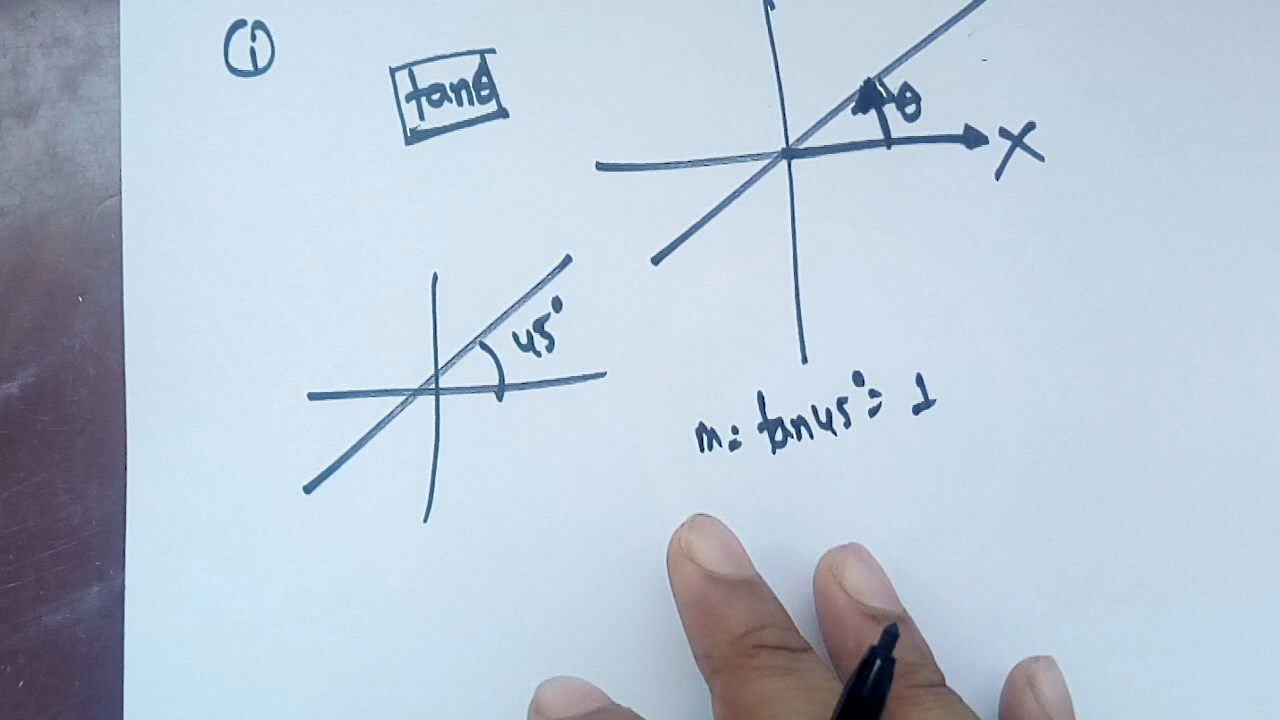 i
tanθ
θ
X
45°
m = tan45° = 1